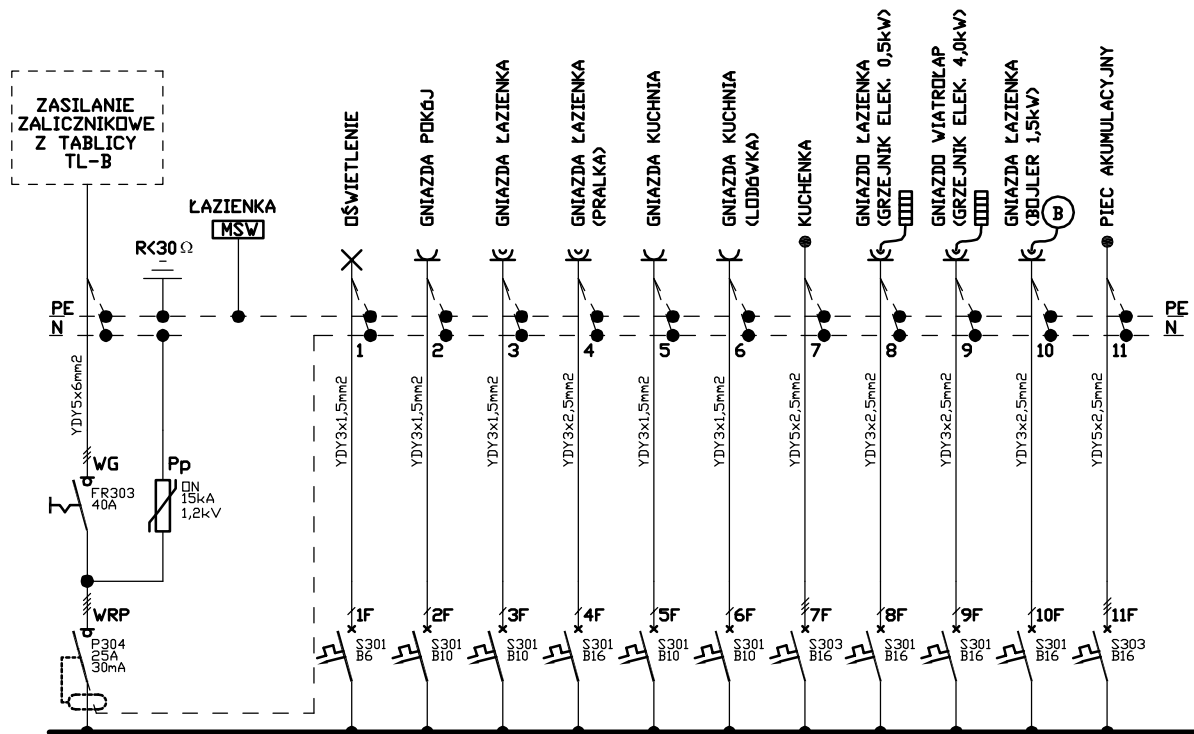 ZASILANIE
ZALICZNIKOWE
Z TABLICY
TL-B
ŁAZIENKA
MSW
R<30Ω
PE
N
YDY5x6mm2
WG
FR303
40A
Pp
ON
15kA
1,2kV
WRP
P304
25A
30mA
OŚWIETLENIE
GNIAZDA POKÓJ
GNIAZDA ŁAZIENKA
GNIAZDA ŁAZIENKA
(PRALKA)
GNIAZDA KUCHNIA
GNIAZDA KUCHNIA
(LODÓWKA)
KUCHENKA
GNIAZDO ŁAZIENKA
(GRZEJNIK ELEK. 0,5kW)
GNIAZDO WIATROŁAP
(GRZEJNIK ELEK. 4,0kW)
GNIAZDA ŁAZIENKA
(BOJLER 1,5kW)
B
PIEC AKUMULACYJNY
PE
N
1
2
3
4
5
6
7
8
9
10
11
YDY3x1,5mm2
YDY3x1,5mm2
YDY3x1,5mm2
YDY3x2,5mm2
YDY3x1,5mm2
YDY3x1,5mm2
YDY5x2,5mm2
YDY3x2,5mm2
YDY3x2,5mm2
YDY3x2,5mm2
YDY5x2,5mm2
1F
S301
B6
2F
S301
B10
3F
S301
B10
4F
S301
B16
5F
S301
B10
6F
S301
B10
7F
S303
B16
8F
S301
B16
9F
S301
B16
10F
S301
B16
11F
S303
B16